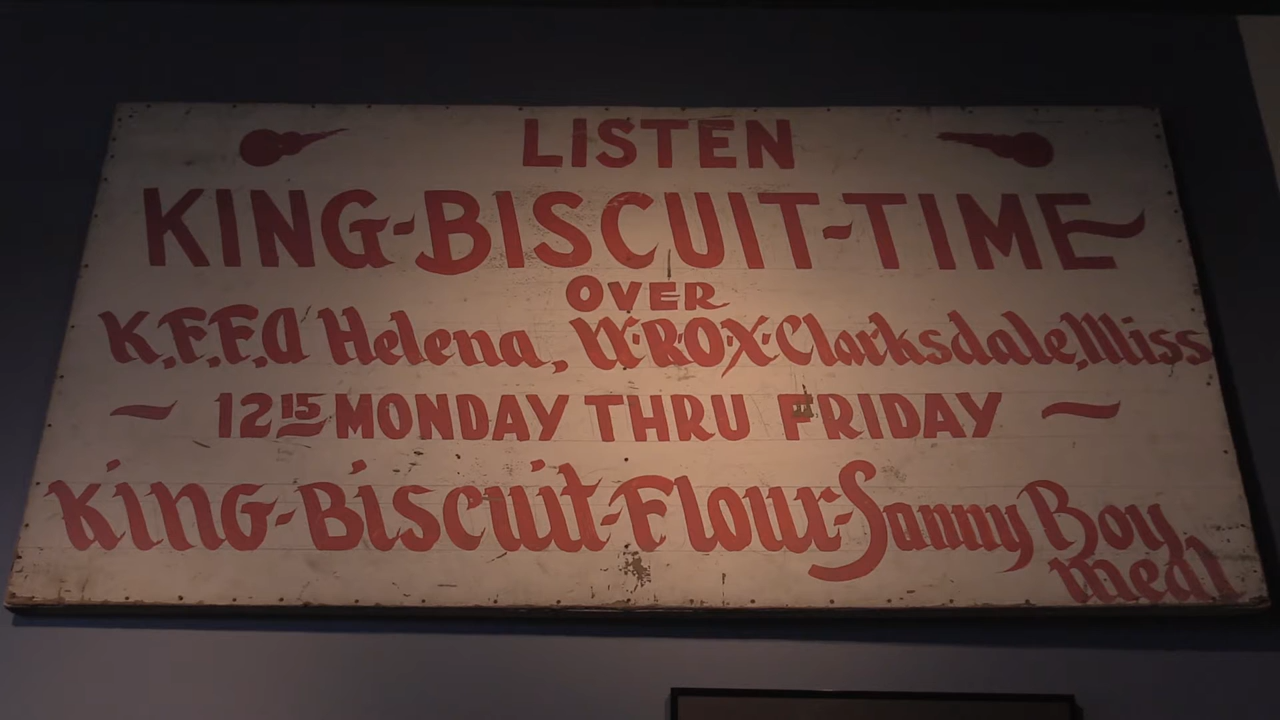 LISTEN
KING-BISCUIT-TIME
OVER
K.F.F.A Helena, W·ROX·Clarksdale, Miss
12 15 MONDAY THRU FRIDAY
King-Biscuit-Flour-Sanny Boy
meal